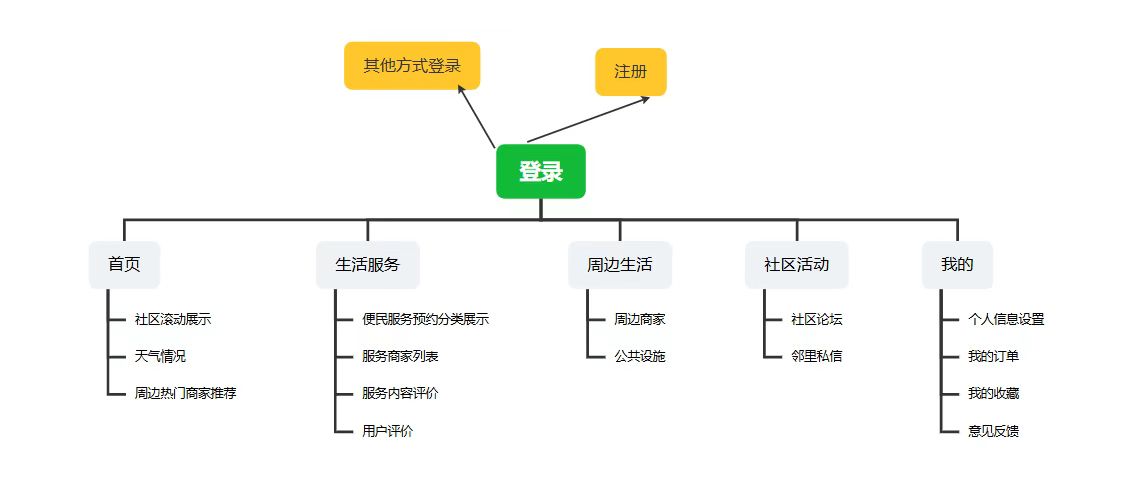 其他方式登录
注册
登录
首页
生活服务
周边生活
社区活动
我的
社区滚动展示
便民服务预约分类展示
周边商家
社区论坛
个人信息设置
天气情况
服务商家列表
公共设施
邻里私信
我的订单
周边热门商家推荐
服务内容评价
我的收藏
用户评价
意见反馈